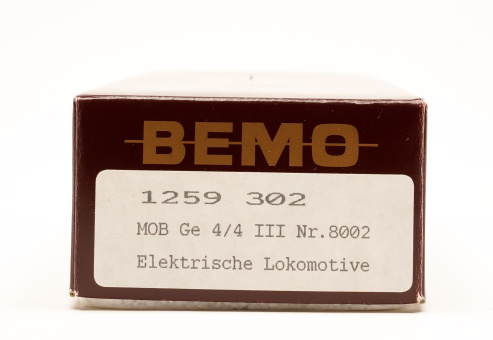 BEMO
1259 302
MOB Ge 4/4 III Nr.8002
Elektrische Lokomotive